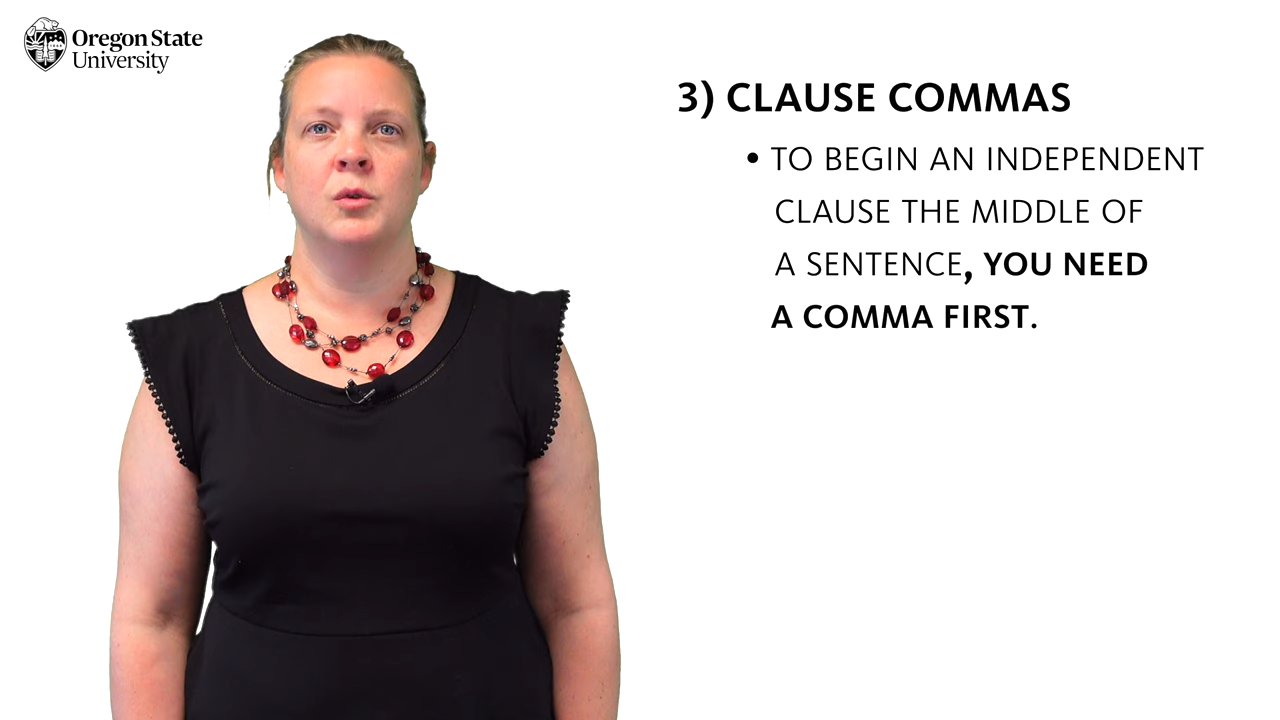 Oregon State
University
3) CLAUSE COMMAS
• TO BEGIN AN INDEPENDENT
CLAUSE THE MIDDLE OF
A SENTENCE, YOU NEED
A COMMA FIRST.